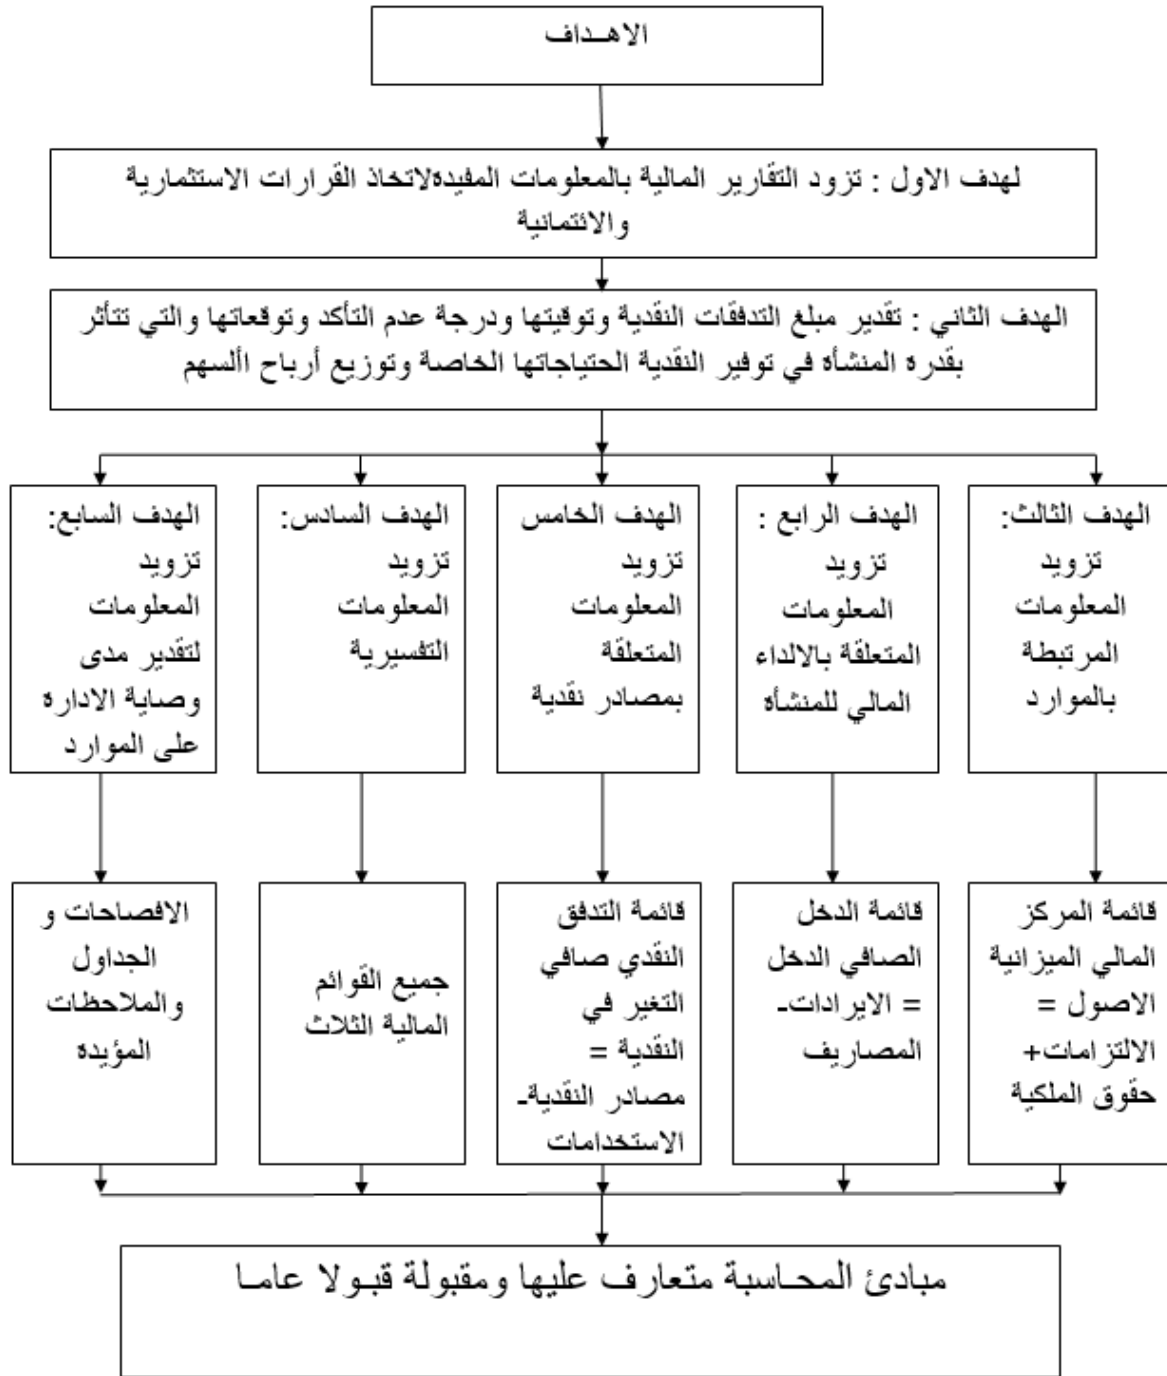 الاهــداف
لهدف الاول : تزود التقارير المالية بالمعلومات المفيدهلاتخاذ القرارات الاستثمارية
والائتمانية
الهدف الثاني : تقدير مبلغ التدفقات النقدية وتوقيتها ودرجة عدم التأكد وتوقعاتها والتي تتأثر
بقدره المنشأه في توفير النقدية الحتياجاتها الخاصة وتوزيع أرباح األسهم
الهدف الثالث:
تزويد
المعلومات
المرتبطة
بالموارد
الهدف الرابع :
تزويد
المعلومات
المتعلقة بالالداء
المالي للمنشأه
الهدف الخامس
تزويد
المعلومات
المتعلقة
بمصادر نقدية
الهدف السادس:
تزويد
المعلومات
التفسيرية
الهدف السابع:
تزويد
المعلومات
لتقدير مدى
وصاية الاداره
على الموارد
قائمة المركز
المالي الميزانية
الاصول =
الالتزامات+
حقوق الملكية
قائمة الدخل
الصافي الدخل
= الايرادات-
المصاريف
قائمة التدفق
النقدي صافي
التغير في
النقدية =
مصادر النقدية-
الاستخدامات
جميع القوائم
المالية الثلاث
الافصاحات و
الجداول
والملاحظات
المؤيده
مبادئ المحـاسبة متعارف عليها ومقبولة قبـولا عامـا